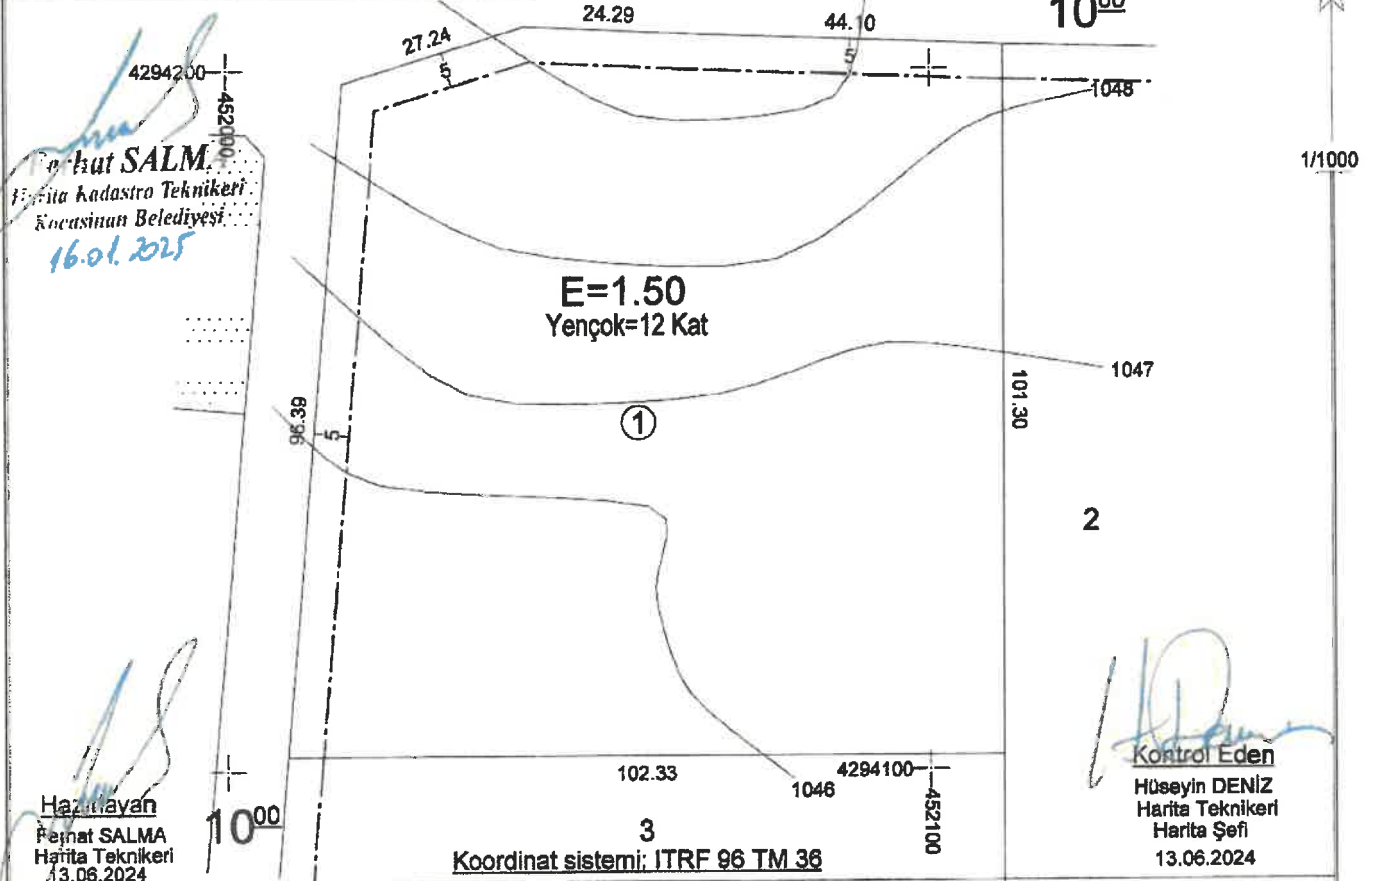 24.29
44.10
10⁰⁰
27.24
5
5
4294200
452000
1048
1/1000
Ferhat SALMA
Harita Kadastro Teknikeri
Kocasinan Belediyesi
16.01.2025
E=1.50
Yençok=12 Kat
1047
101.30
96.39
5
1
2
102.33
4294100
1046
452100
Hazırlayan
Ferhat SALMA
Harita Teknikeri
13.06.2024
10⁰⁰
3
Koordinat sistemi; ITRF 96 TM 36
Kontrol Eden
Hüseyin DENİZ
Harita Teknikeri
Harita Şefi
13.06.2024